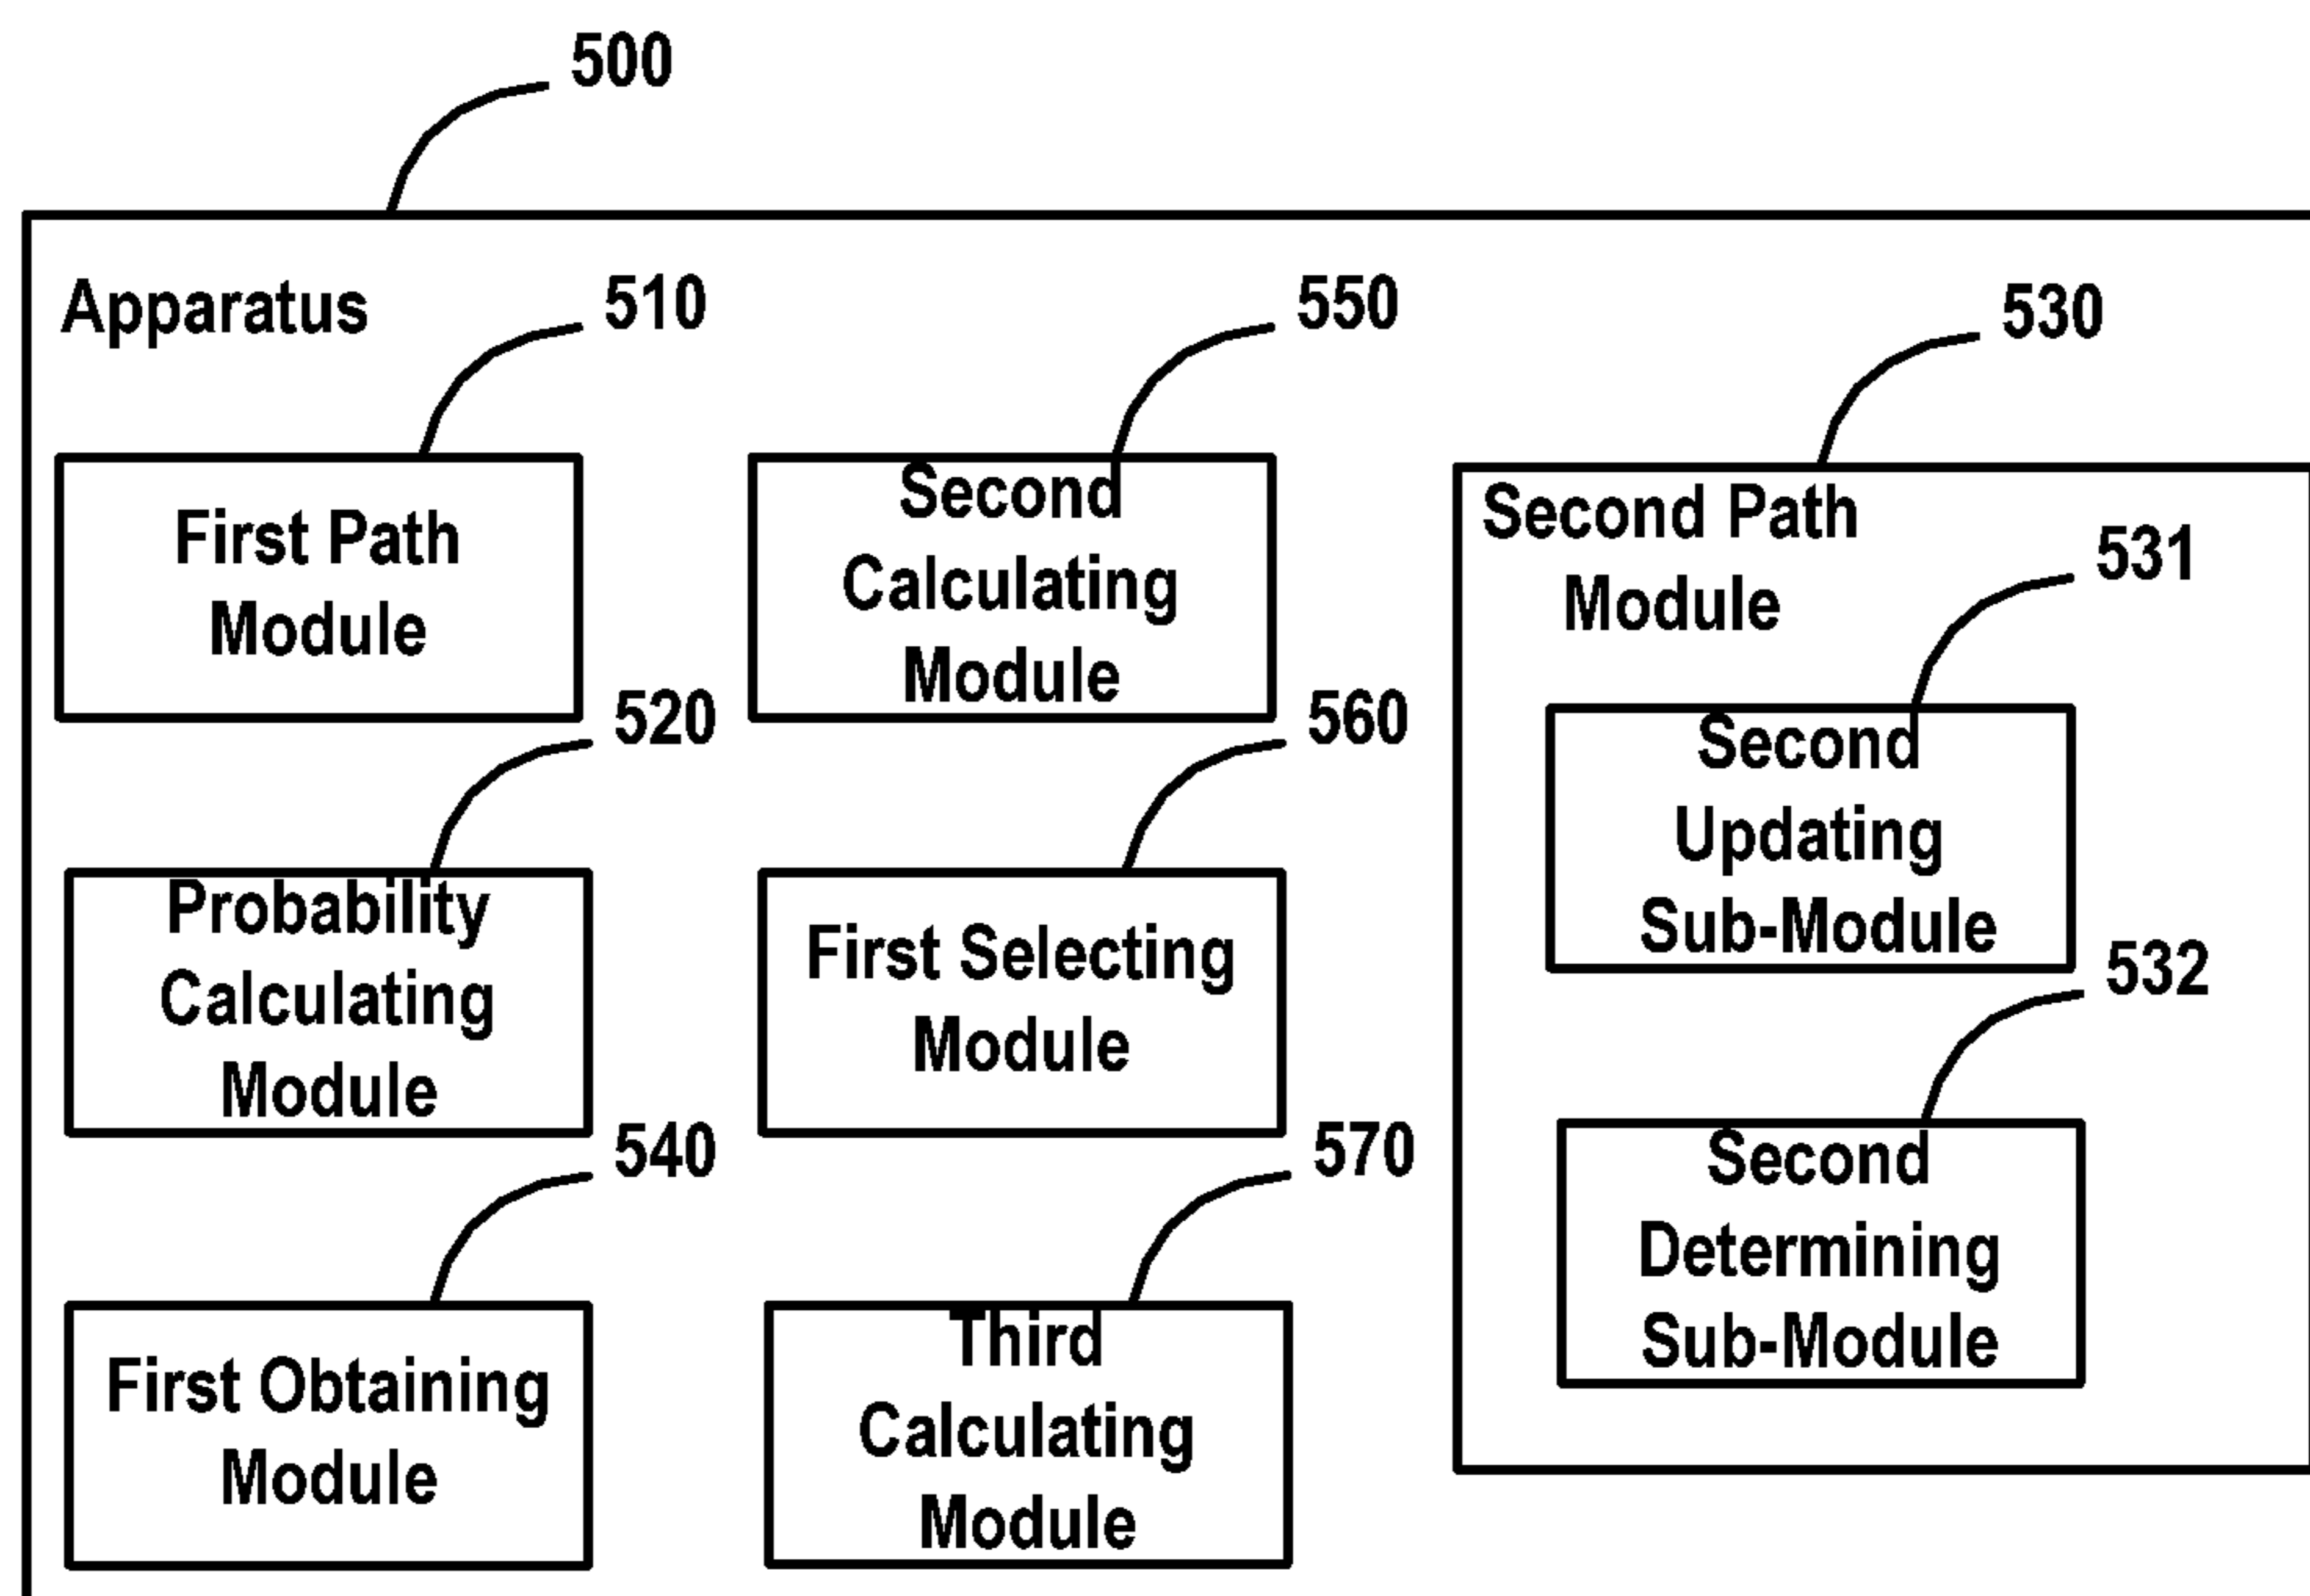 500
Apparatus
510
First Path
Module
520
Probability
Calculating
Module
540
First Obtaining
Module
550
Second
Calculating
Module
560
First Selecting
Module
570
Third
Calculating
Module
530
Second Path
Module
531
Second
Updating
Sub-Module
532
Second
Determining
Sub-Module